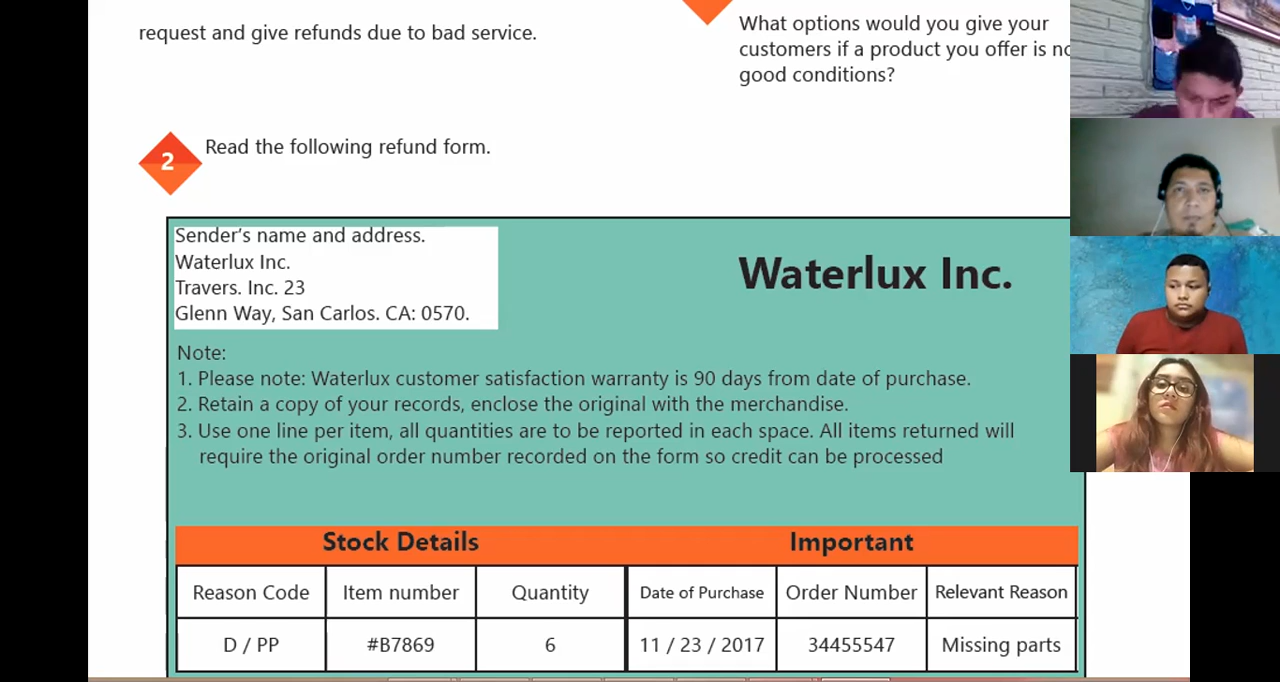 request and give refunds due to bad service.
What options would you give your
customers if a product you offer is
good conditions?
2
Read the following refund form.
Sender's name and address.
Waterlux Inc.
Travers. Inc. 23
Glenn Way, San Carlos. CA: 0570.
Waterlux Inc.
Note:
1. Please note: Waterlux customer satisfaction warranty is 90 days from date of purchase.
2. Retain a copy of your records, enclose the original with the merchandise.
3. Use one line per item, all quantities are to be reported in each space. All items returned will
require the original order number recorded on the form so credit can be processed
Stock Details Important
Reason Code Item number Quantity Date of Purchase Order Number Relevant Reason
D / PP #B7869 6 11 / 23 / 2017 34455547 Missing parts